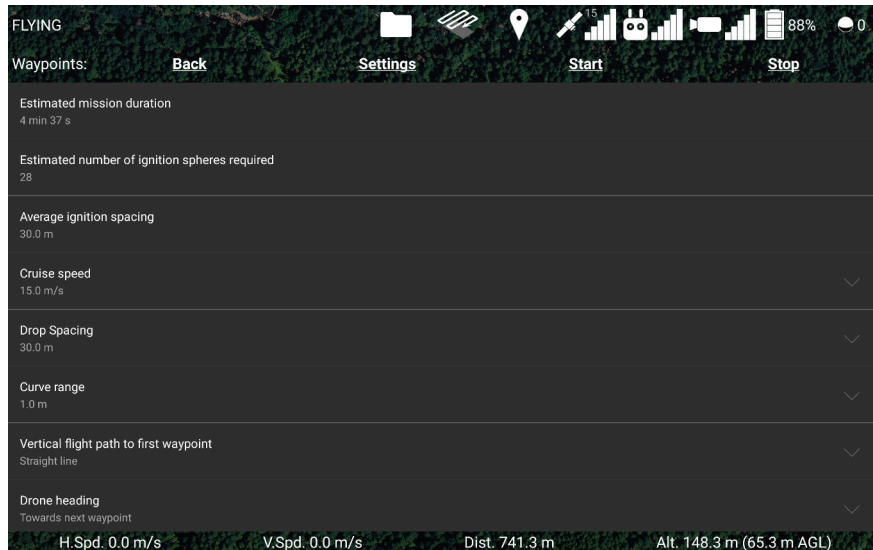 FLYING 15 88% 0
Waypoints: Back Settings Start Stop
Estimated mission duration
4 min 37 s
Estimated number of ignition spheres required
28
Average ignition spacing
30.0 m
Cruise speed
15.0 m/s
Drop Spacing
30.0 m
Curve range
1.0 m
Vertical flight path to first waypoint
Straight line
Drone heading
Towards next waypoint
H.Spd. 0.0 m/s V.Spd. 0.0 m/s Dist. 741.3 m Alt. 148.3 m (65.3 m AGL)